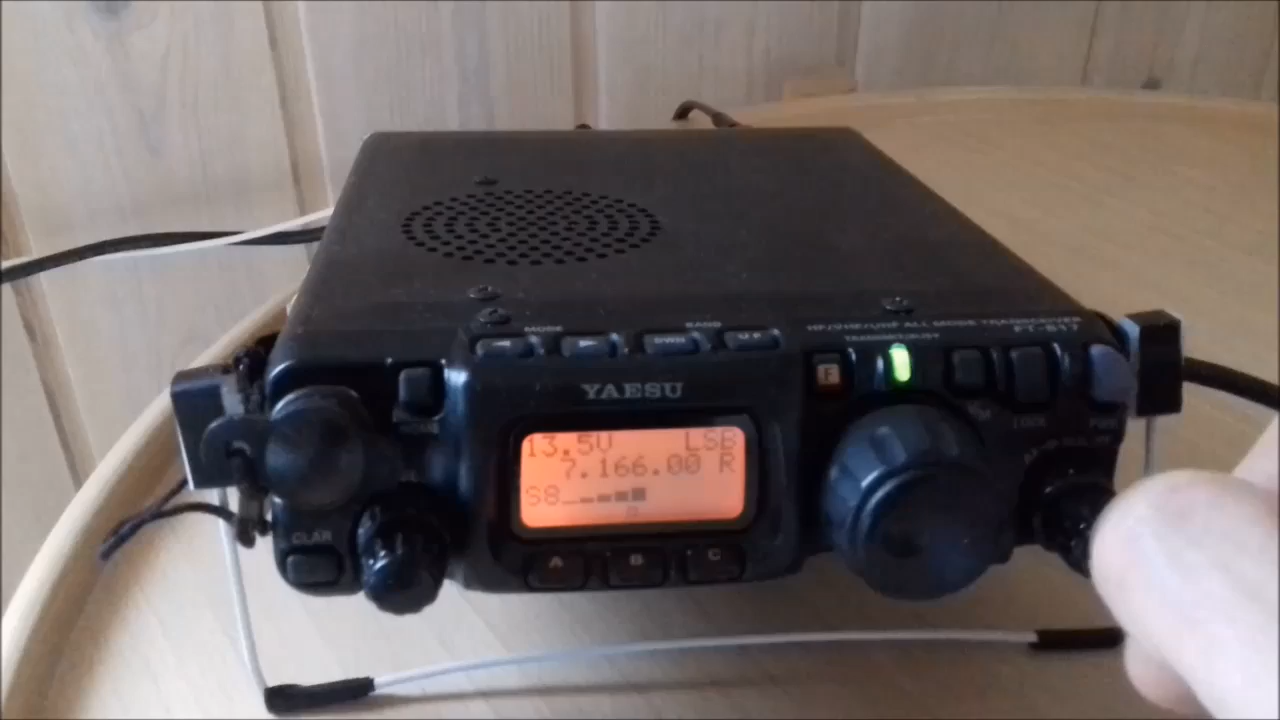 MODE
BAND
HF/VHF/UHF ALL MODE TRANSCEIVER
FT-817
DWN
UP
F
YAESU
LOCK
PWR
13.5V LSB
7.166.00 R
S8
CLAR
A
B
C